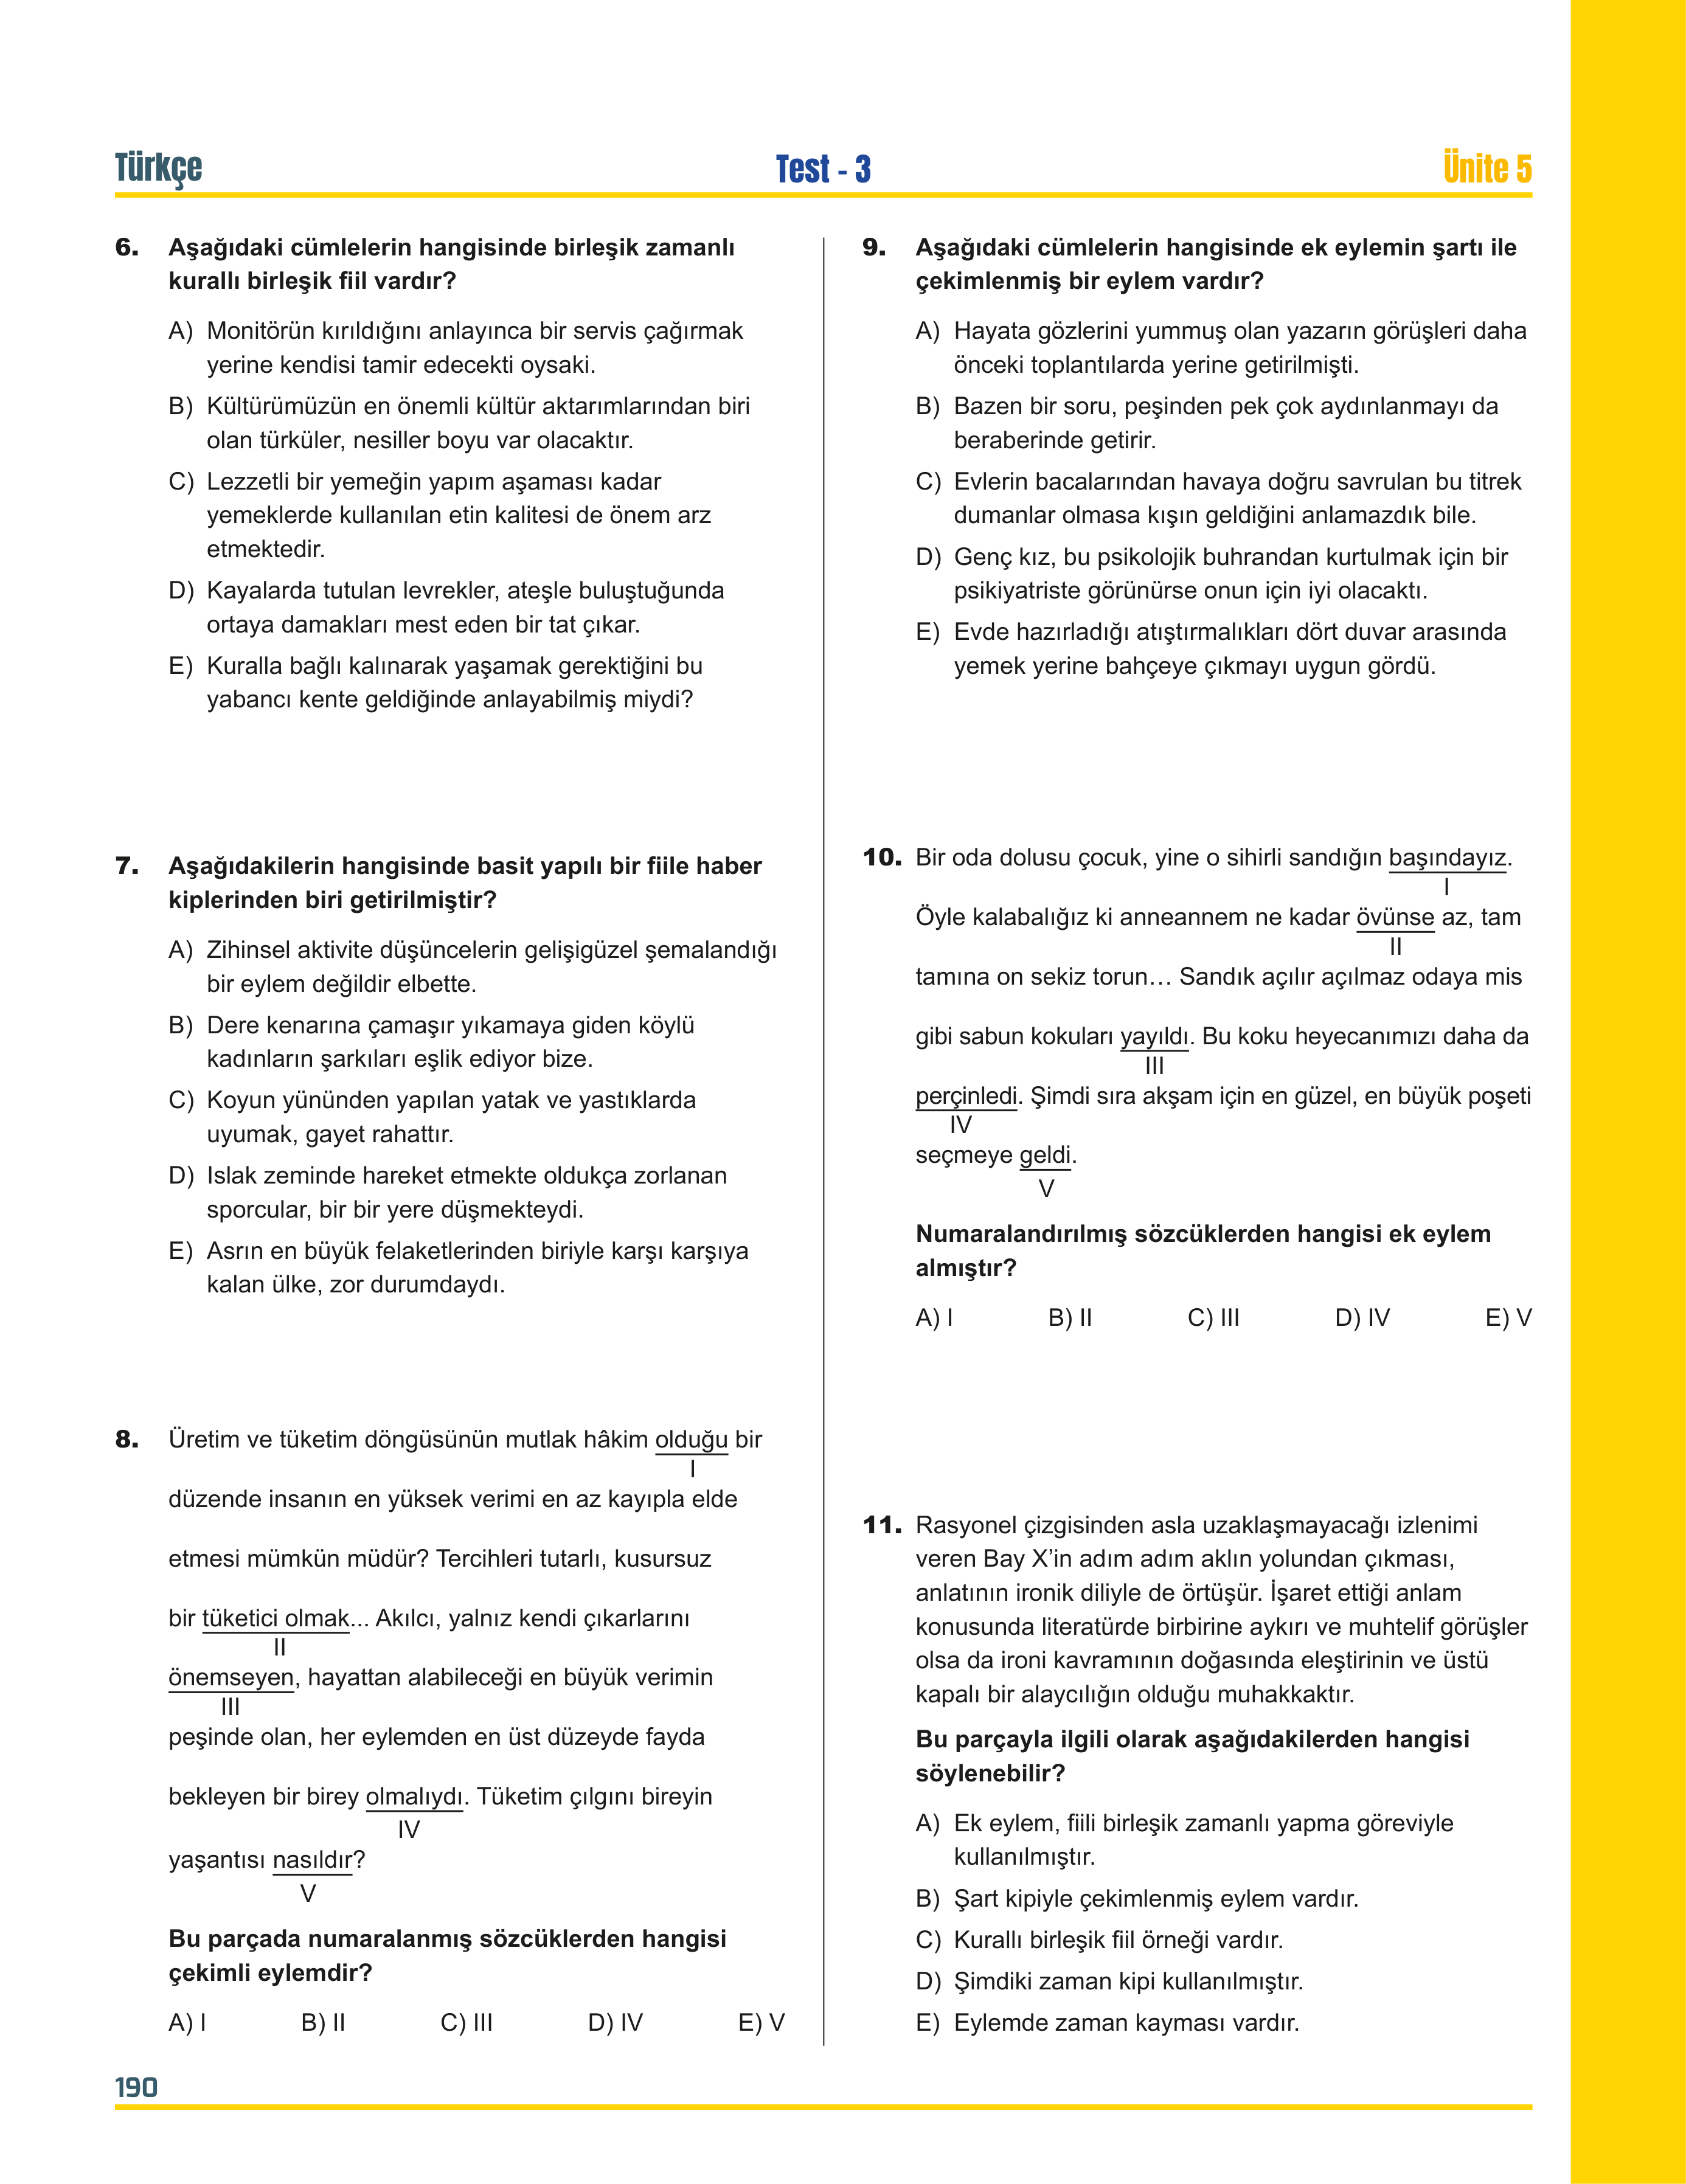 Türkçe
Test - 3
Ünite 5
6. Aşağıdaki cümlelerin hangisinde birleşik zamanlı
kurallı birleşik fiil vardır?
A) Monitörün kırıldığını anlayınca bir servis çağırmak
yerine kendisi tamir edecekti oysaki.
B) Kültürümüzün en önemli kültür aktarımlarından biri
olan türküler, nesiller boyu var olacaktır.
C) Lezzetli bir yemeğin yapım aşaması kadar
yemeklerde kullanılan etin kalitesi de önem arz
etmektedir.
D) Kayalarda tutulan levrekler, ateşle buluştuğunda
ortaya damakları mest eden bir tat çıkar.
E) Kuralla bağlı kalınarak yaşamak gerektiğini bu
yabancı kente geldiğinde anlayabilmiş miydi?
7. Aşağıdakilerin hangisinde basit yapılı bir fiile haber
kiplerinden biri getirilmiştir?
A) Zihinsel aktivite düşüncelerin gelişigüzel şemalandığı
bir eylem değildir elbette.
B) Dere kenarına çamaşır yıkamaya giden köylü
kadınların şarkıları eşlik ediyor bize.
C) Koyun yününden yapılan yatak ve yastıklarda
uyumak, gayet rahattır.
D) Islak zeminde hareket etmekte oldukça zorlanan
sporcular, bir bir yere düşmekteydi.
E) Asrın en büyük felaketlerinden biriyle karşı karşıya
kalan ülke, zor durumdaydı.
8. Üretim ve tüketim döngüsünün mutlak hâkim olduğu bir
I
düzende insanın en yüksek verimi en az kayıpla elde
etmesi mümkün müdür? Tercihleri tutarlı, kusursuz
bir tüketici olmak... Akılcı, yalnız kendi çıkarlarını
II
önemseyen, hayattan alabileceği en büyük verimin
III
peşinde olan, her eylemden en üst düzeyde fayda
bekleyen bir birey olmalıydı. Tüketim çılgını bireyin
IV
yaşantısı nasıldır?
V
Bu parçada numaralanmış sözcüklerden hangisi
çekimli eylemdir?
A) I B) II C) III D) IV E) V
9. Aşağıdaki cümlelerin hangisinde ek eylemin şartı ile
çekimlenmiş bir eylem vardır?
A) Hayata gözlerini yummuş olan yazarın görüşleri daha
önceki toplantılarda yerine getirilmişti.
B) Bazen bir soru, peşinden pek çok aydınlanmayı da
beraberinde getirir.
C) Evlerin bacalarından havaya doğru savrulan bu titrek
dumanlar olmasa kışın geldiğini anlamazdık bile.
D) Genç kız, bu psikolojik buhrandan kurtulmak için bir
psikiyatriste görünürse onun için iyi olacaktı.
E) Evde hazırladığı atıştırmalıkları dört duvar arasında
yemek yerine bahçeye çıkmayı uygun gördü.
10. Bir oda dolusu çocuk, yine o sihirli sandığın başındayız.
I
Öyle kalabalığız ki anneannem ne kadar övünse az, tam
II
tamına on sekiz torun… Sandık açılır açılmaz odaya mis
gibi sabun kokuları yayıldı. Bu koku heyecanımızı daha da
III
perçinledi. Şimdi sıra akşam için en güzel, en büyük poşeti
IV
seçmeye geldi.
V
Numaralandırılmış sözcüklerden hangisi ek eylem
almıştır?
A) I B) II C) III D) IV E) V
11. Rasyonel çizgisinden asla uzaklaşmayacağı izlenimi
veren Bay X’in adım adım aklın yolundan çıkması,
anlatının ironik diliyle de örtüşür. İşaret ettiği anlam
konusunda literatürde birbirine aykırı ve muhtelif görüşler
olsa da ironi kavramının doğasında eleştirinin ve üstü
kapalı bir alaycılığın olduğu muhakkaktır.
Bu parçayla ilgili olarak aşağıdakilerden hangisi
söylenebilir?
A) Ek eylem, fiili birleşik zamanlı yapma göreviyle
kullanılmıştır.
B) Şart kipiyle çekimlenmiş eylem vardır.
C) Kurallı birleşik fiil örneği vardır.
D) Şimdiki zaman kipi kullanılmıştır.
E) Eylemde zaman kayması vardır.
190